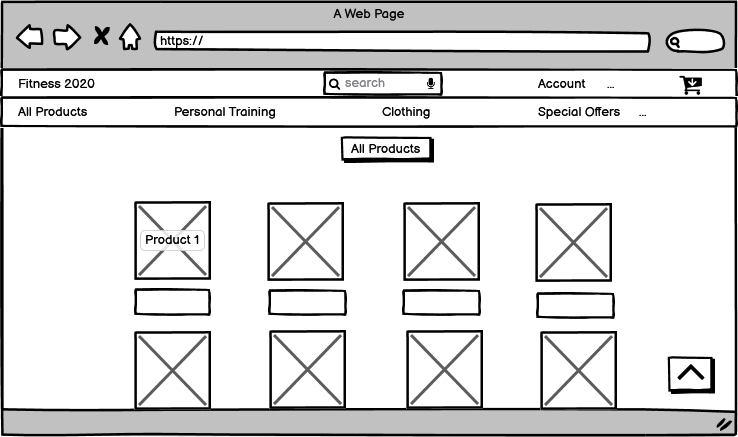 A Web Page
https://
Fitness 2020 search Account ...
All Products Personal Training Clothing Special Offers ...
All Products
Product 1